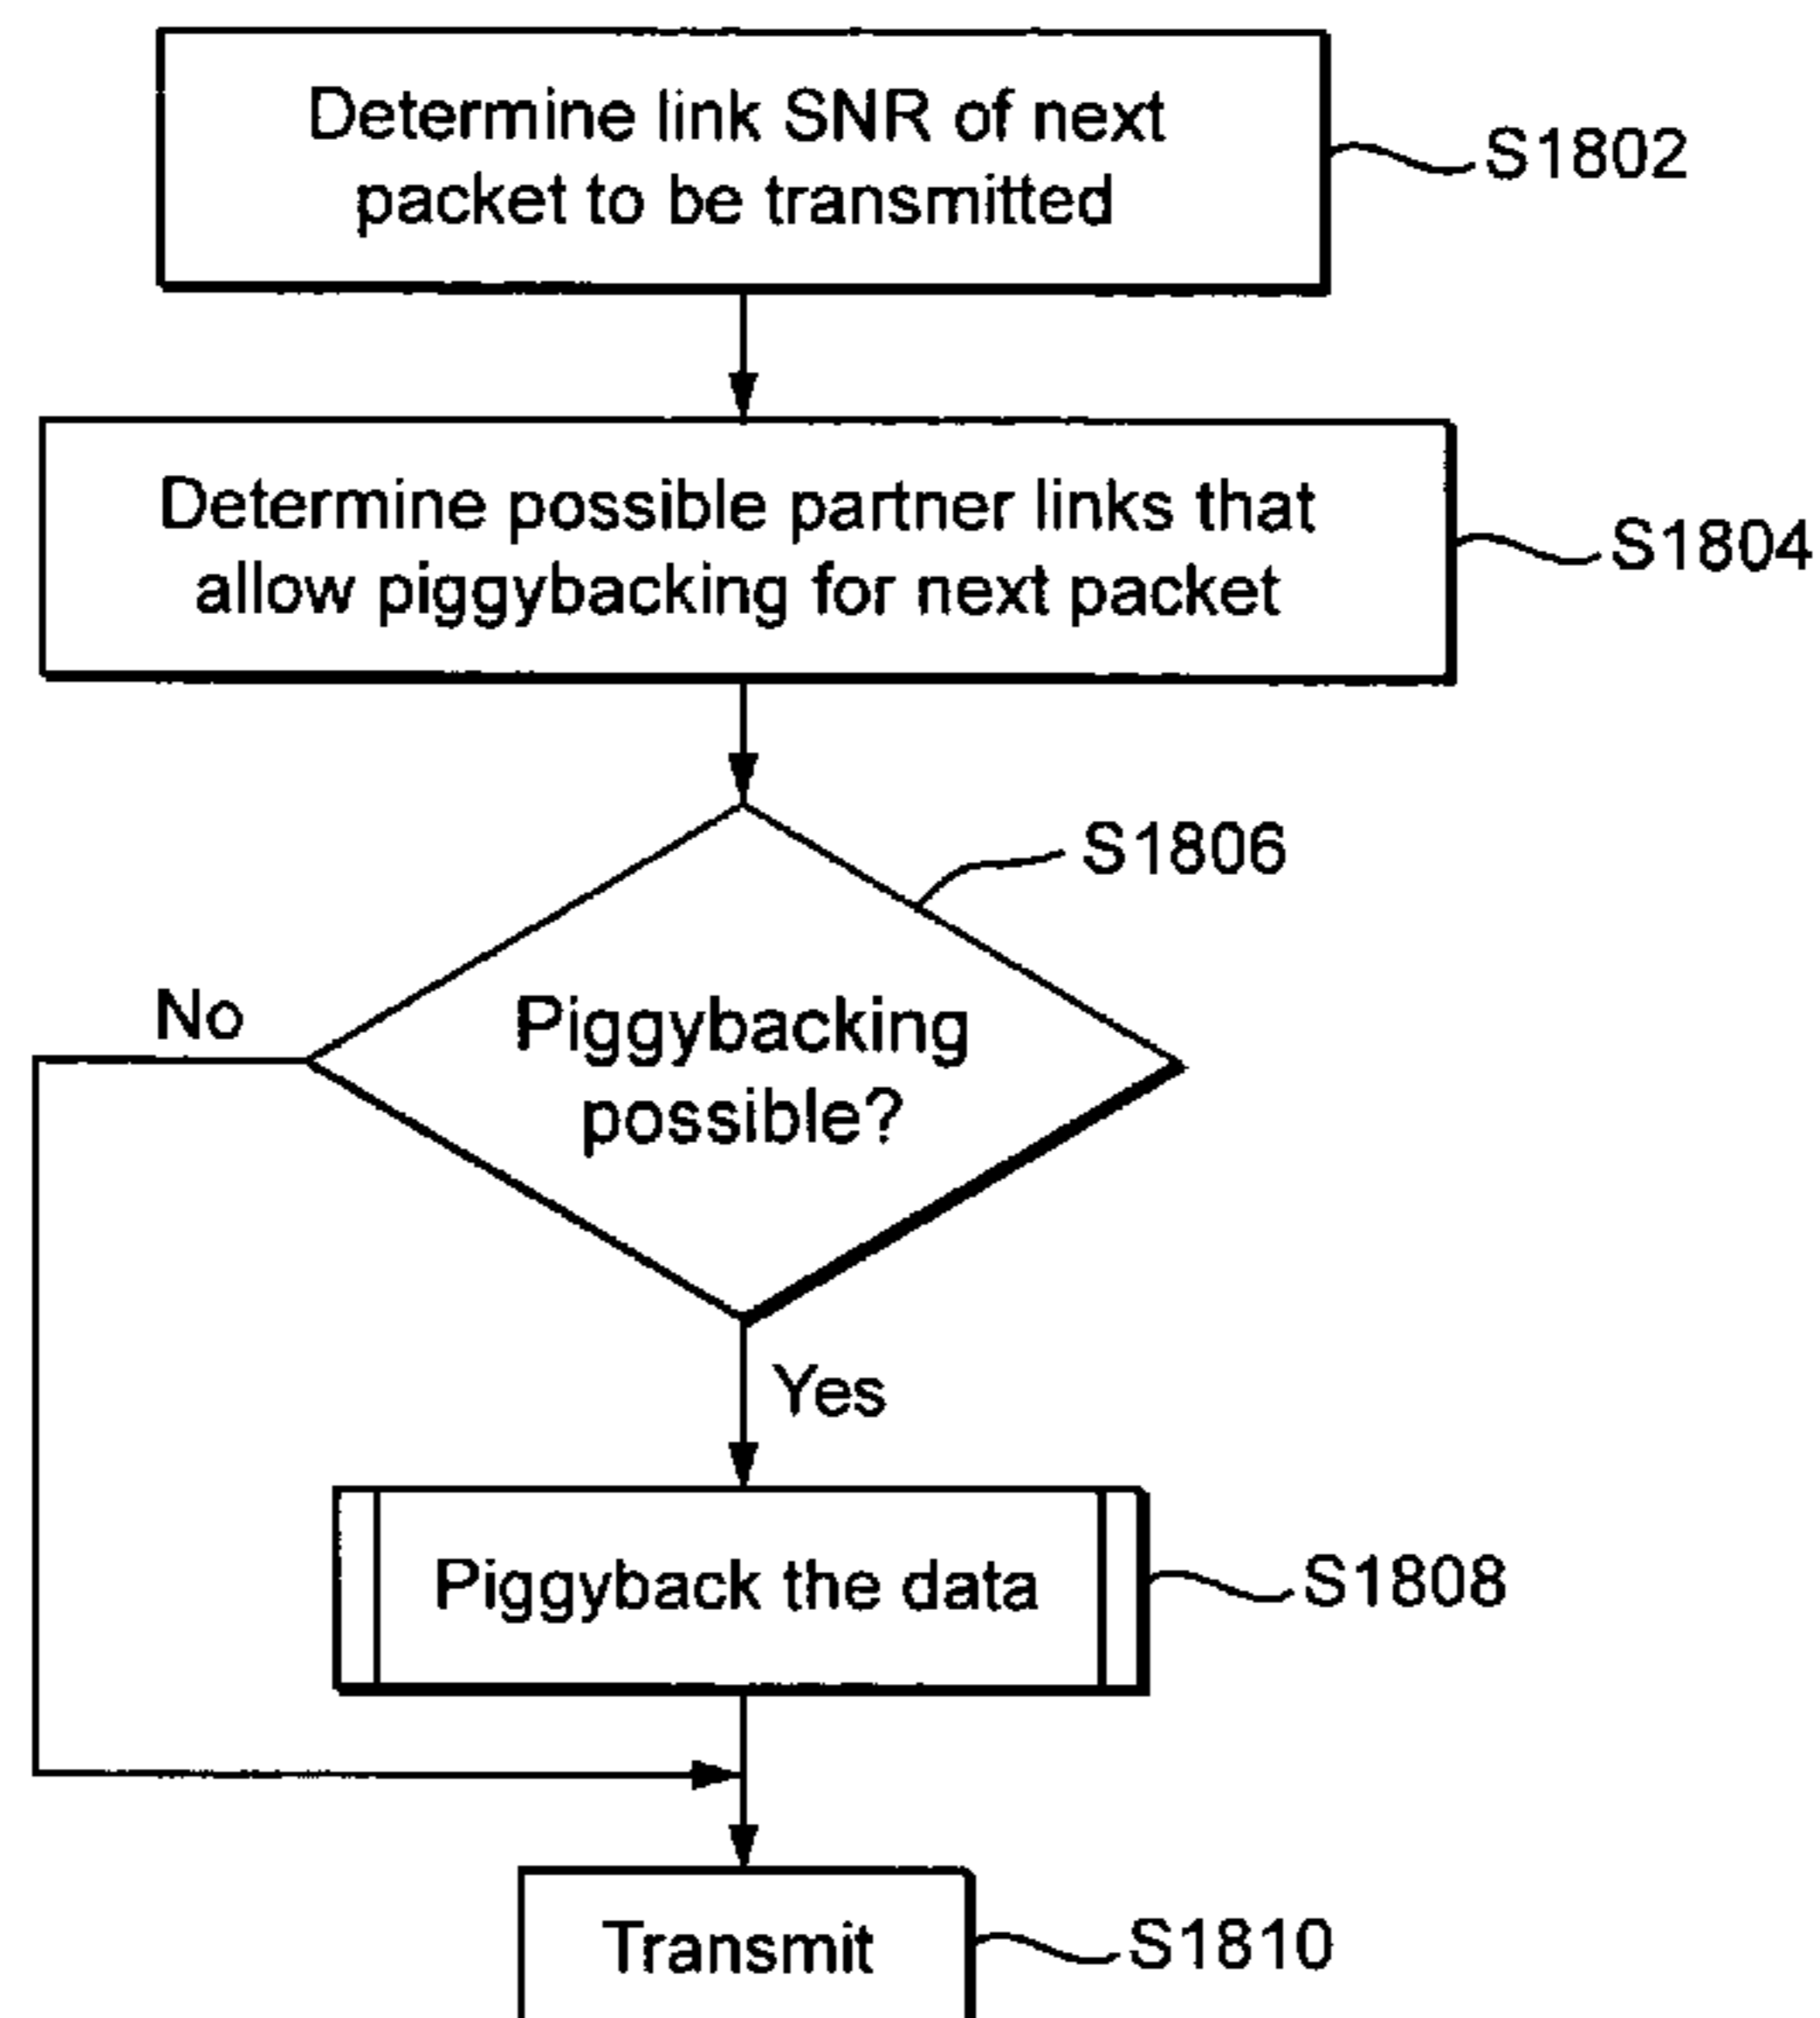 Determine link SNR of next
packet to be transmitted
S1802
Determine possible partner links that
allow piggybacking for next packet
S1804
S1806
No
Piggybacking
possible?
Yes
Piggyback the data
S1808
Transmit
S1810